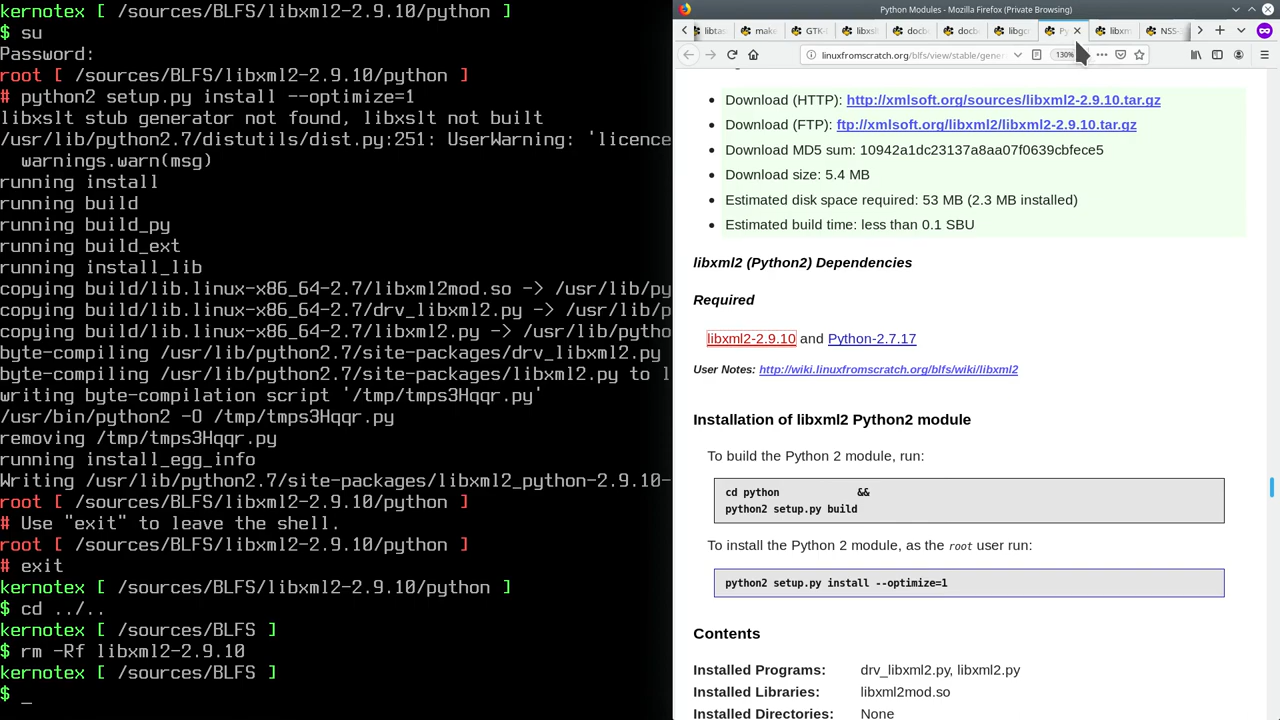 kernotex [ /sources/BLFS/libxml2-2.9.10/python ]
$ su
Password:
root [ /sources/BLFS/libxml2-2.9.10/python ]
# python2 setup.py install --optimize=1
libxslt stub generator not found, libxslt not built
/usr/lib/python2.7/distutils/dist.py:251: UserWarning: 'licence
warnings.warn(msg)
running install
running build
running build_py
running build_ext
running install_lib
copying build/lib.linux-x86_64-2.7/libxml2mod.so -> /usr/lib/py
copying build/lib.linux-x86_64-2.7/drv_libxml2.py -> /usr/lib/p
copying build/lib.linux-x86_64-2.7/libxml2.py -> /usr/lib/pytho
byte-compiling /usr/lib/python2.7/site-packages/drv_libxml2.py
byte-compiling /usr/lib/python2.7/site-packages/libxml2.py to l
writing byte-compilation script '/tmp/tmps3Hqqr.py'
/usr/bin/python2 -O /tmp/tmps3Hqqr.py
removing /tmp/tmps3Hqqr.py
running install_egg_info
Writing /usr/lib/python2.7/site-packages/libxml2_python-2.9.10-
root [ /sources/BLFS/libxml2-2.9.10/python ]
# Use "exit" to leave the shell.
root [ /sources/BLFS/libxml2-2.9.10/python ]
# exit
kernotex [ /sources/BLFS/libxml2-2.9.10/python ]
$ cd ../..
kernotex [ /sources/BLFS ]
$ rm -Rf libxml2-2.9.10
kernotex [ /sources/BLFS ]
$ _
Python Modules - Mozilla Firefox (Private Browsing)
libtas make GTK-D libxsl docb docb libgc Py libxm NSS-
linuxfromscratch.org/blfs/view/stable/gener 130%
Download (HTTP): http://xmlsoft.org/sources/libxml2-2.9.10.tar.gz
Download (FTP): ftp://xmlsoft.org/libxml2/libxml2-2.9.10.tar.gz
Download MD5 sum: 10942a1dc23137a8aa07f0639cbfece5
Download size: 5.4 MB
Estimated disk space required: 53 MB (2.3 MB installed)
Estimated build time: less than 0.1 SBU
libxml2 (Python2) Dependencies
Required
libxml2-2.9.10 and Python-2.7.17
User Notes: http://wiki.linuxfromscratch.org/blfs/wiki/libxml2
Installation of libxml2 Python2 module
To build the Python 2 module, run:
cd python &&
python2 setup.py build
To install the Python 2 module, as the root user run:
python2 setup.py install --optimize=1
Contents
Installed Programs: drv_libxml2.py, libxml2.py
Installed Libraries: libxml2mod.so
Installed Directories: None